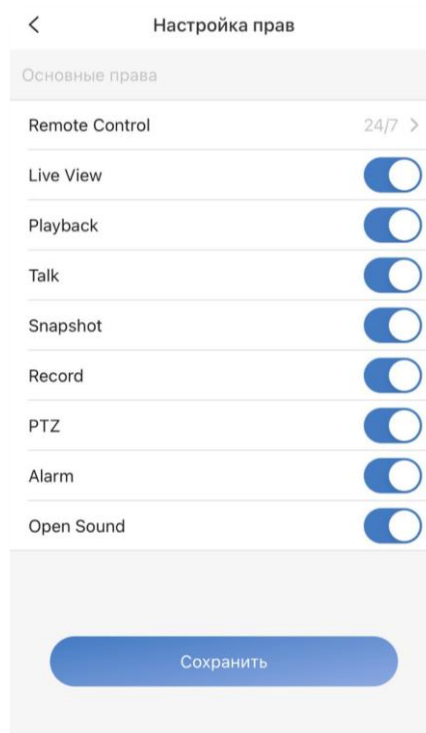 Настройка прав
Основные права
Remote Control 24/7
Live View
Playback
Talk
Snapshot
Record
PTZ
Alarm
Open Sound
Сохранить